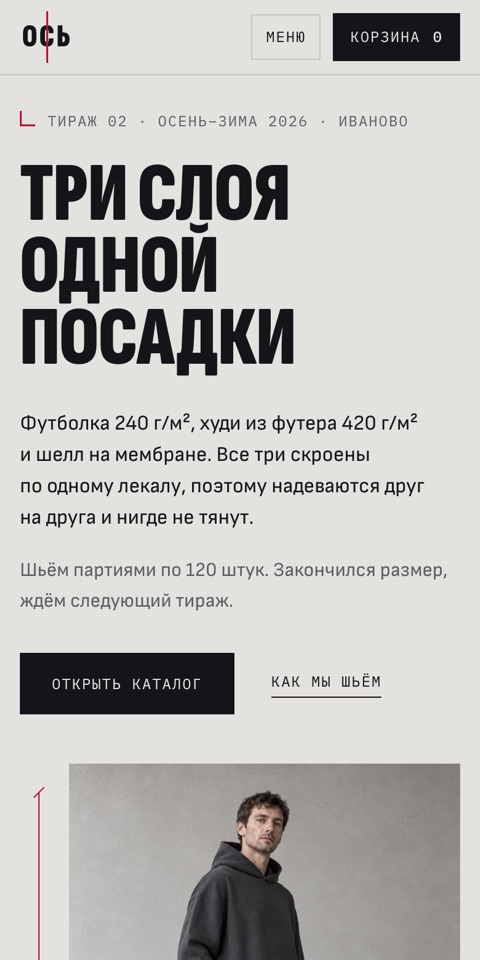 ОСЬ
МЕНЮ
КОРЗИНА 0
ТИРАЖ 02 · ОСЕНЬ–ЗИМА 2026 · ИВАНОВО
ТРИ СЛОЯ
ОДНОЙ
ПОСАДКИ
Футболка 240 г/м², худи из футера 420 г/м²
и шелл на мембране. Все три скроены
по одному лекалу, поэтому надеваются друг
на друга и нигде не тянут.
Шьём партиями по 120 штук. Закончился размер,
ждём следующий тираж.
ОТКРЫТЬ КАТАЛОГ
КАК МЫ ШЬЁМ